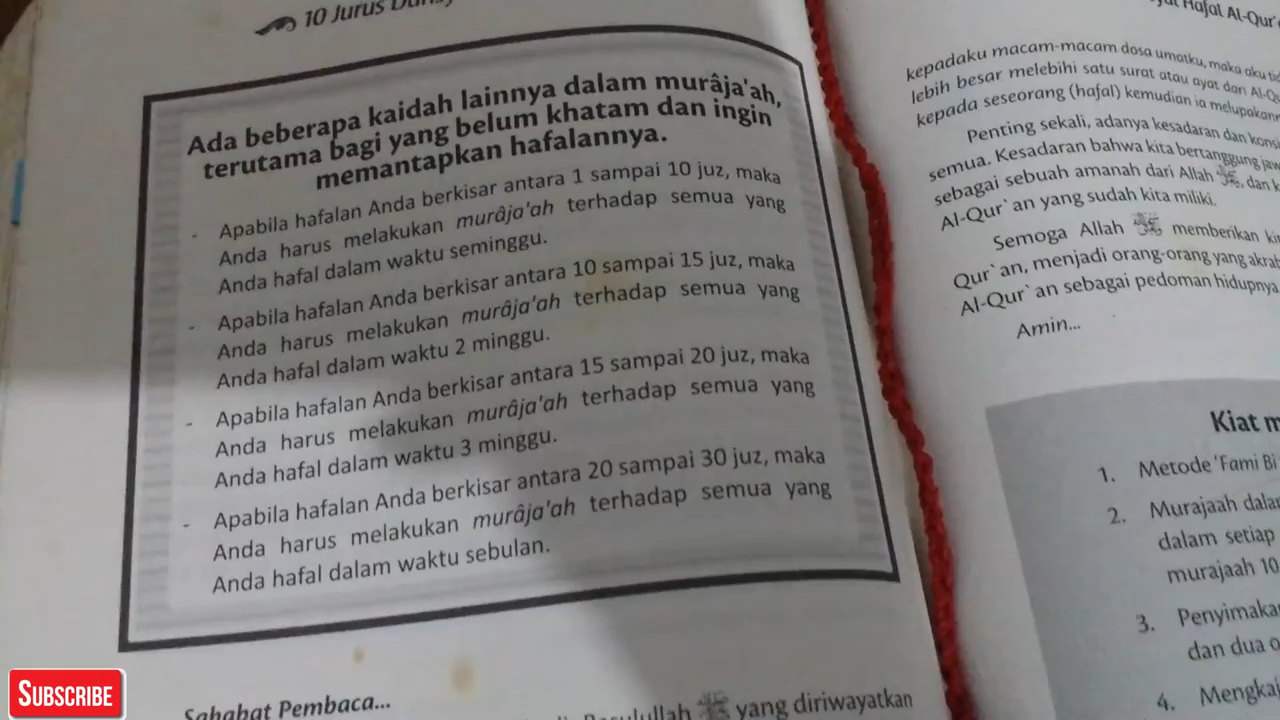 10 Jurus
Ada beberapa kaidah lainnya dalam murâja'ah,
terutama bagi yang belum khatam dan ingin
memantapkan hafalannya.
- Apabila hafalan Anda berkisar antara 1 sampai 10 juz, maka
Anda harus melakukan murâja'ah terhadap semua yang
Anda hafal dalam waktu seminggu.
- Apabila hafalan Anda berkisar antara 10 sampai 15 juz, maka
Anda harus melakukan murâja'ah terhadap semua yang
Anda hafal dalam waktu 2 minggu.
- Apabila hafalan Anda berkisar antara 15 sampai 20 juz, maka
Anda harus melakukan murâja'ah terhadap semua yang
Anda hafal dalam waktu 3 minggu.
- Apabila hafalan Anda berkisar antara 20 sampai 30 juz, maka
Anda harus melakukan murâja'ah terhadap semua yang
Anda hafal dalam waktu sebulan.
Sahabat Pembaca...
Rasulullah ﷺ yang diriwayatkan
Hafal Al-Qur'
kepadaku macam-macam dosa umatku, maka aku
lebih besar melebihi satu surat atau ayat dari
kepada seseorang (hafal) kemudian ia
Penting sekali, adanya kesadaran dan
semua. Kesadaran bahwa kita
sebagai sebuah amanah dari Allah ﷻ, dan
Al-Qur`an yang sudah kita miliki.
Semoga Allah ﷻ memberikan
Qur`an, menjadi orang-orang yang
Al-Qur`an sebagai pedoman hidupnya
Amin...
Kiat
1. Metode 'Fami Bi
2. Murajaah
dalam setiap
murajaah 10
3.
dan dua
4.
SUBSCRIBE